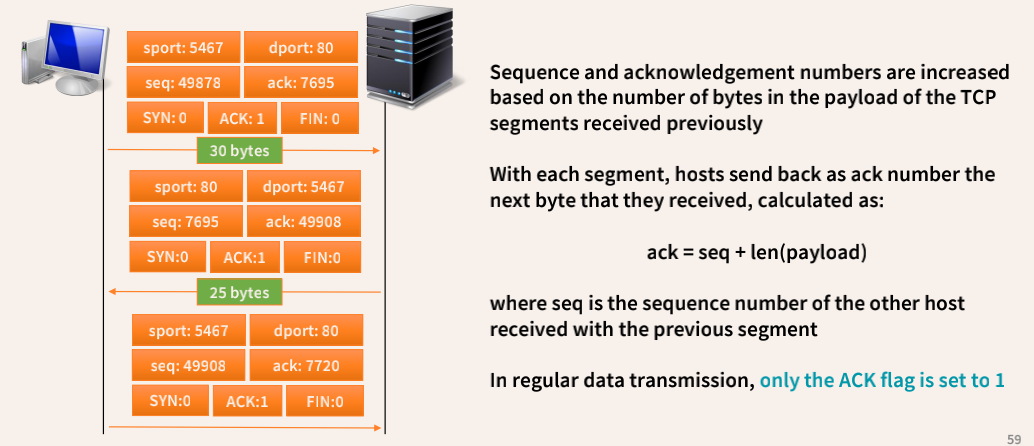 sport: 5467 dport: 80
seq: 49878 ack: 7695
SYN: 0 ACK: 1 FIN: 0
30 bytes
sport: 80 dport: 5467
seq: 7695 ack: 49908
SYN:0 ACK:1 FIN:0
25 bytes
sport: 5467 dport: 80
seq: 49908 ack: 7720
SYN:0 ACK:1 FIN:0
Sequence and acknowledgement numbers are increased
based on the number of bytes in the payload of the TCP
segments received previously
With each segment, hosts send back as ack number the
next byte that they received, calculated as:
ack = seq + len(payload)
where seq is the sequence number of the other host
received with the previous segment
In regular data transmission, only the ACK flag is set to 1
59